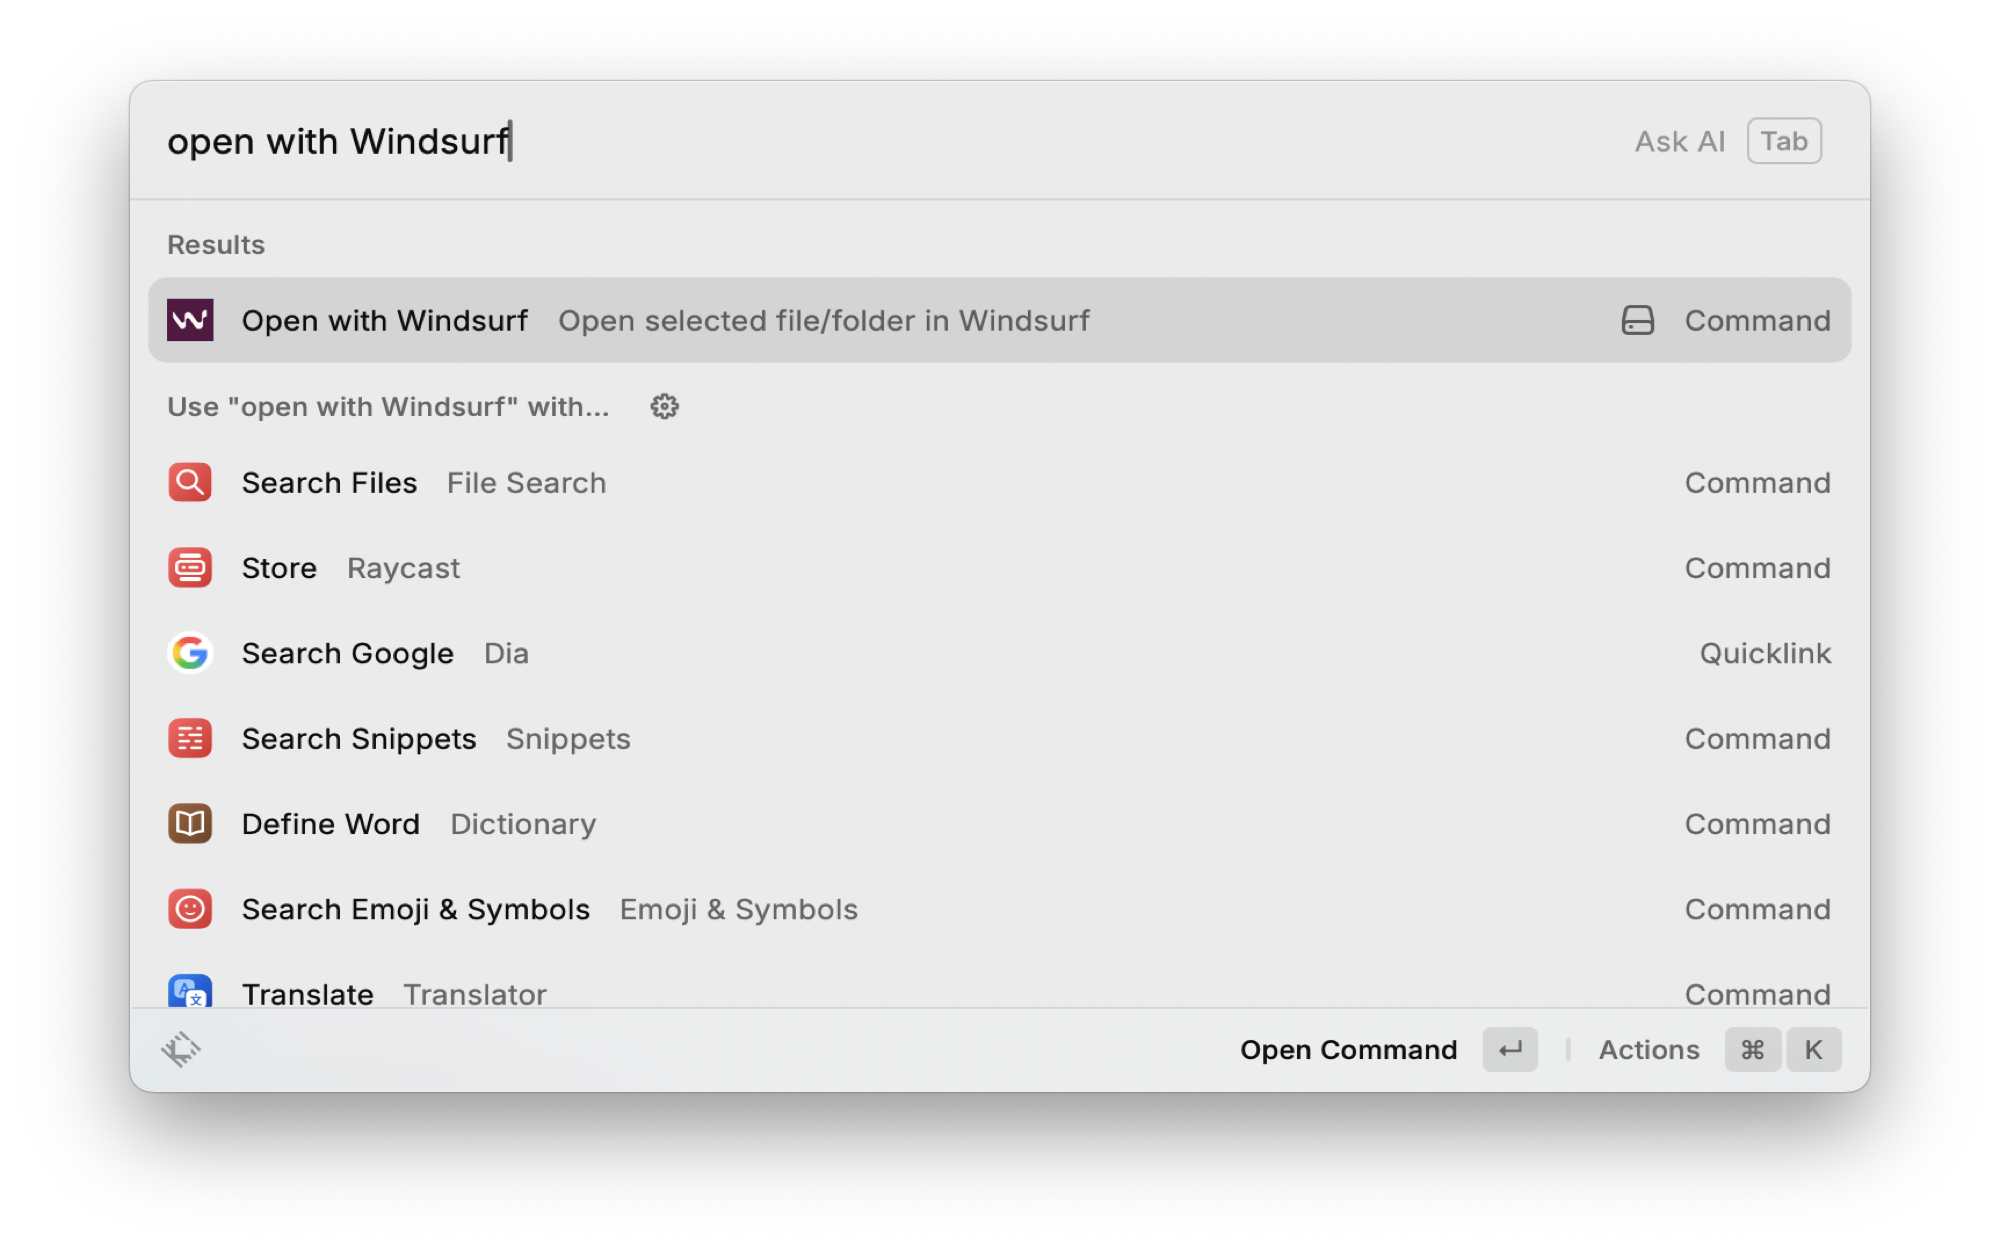 open with Windsurf Ask AI Tab
Results
Open with Windsurf Open selected file/folder in Windsurf Command
Use "open with Windsurf" with...
Search Files File Search Command
Store Raycast Command
Search Google Dia Quicklink
Search Snippets Snippets Command
Define Word Dictionary Command
Search Emoji & Symbols Emoji & Symbols Command
Translate Translator Command
Open Command ↵ Actions ⌘ K